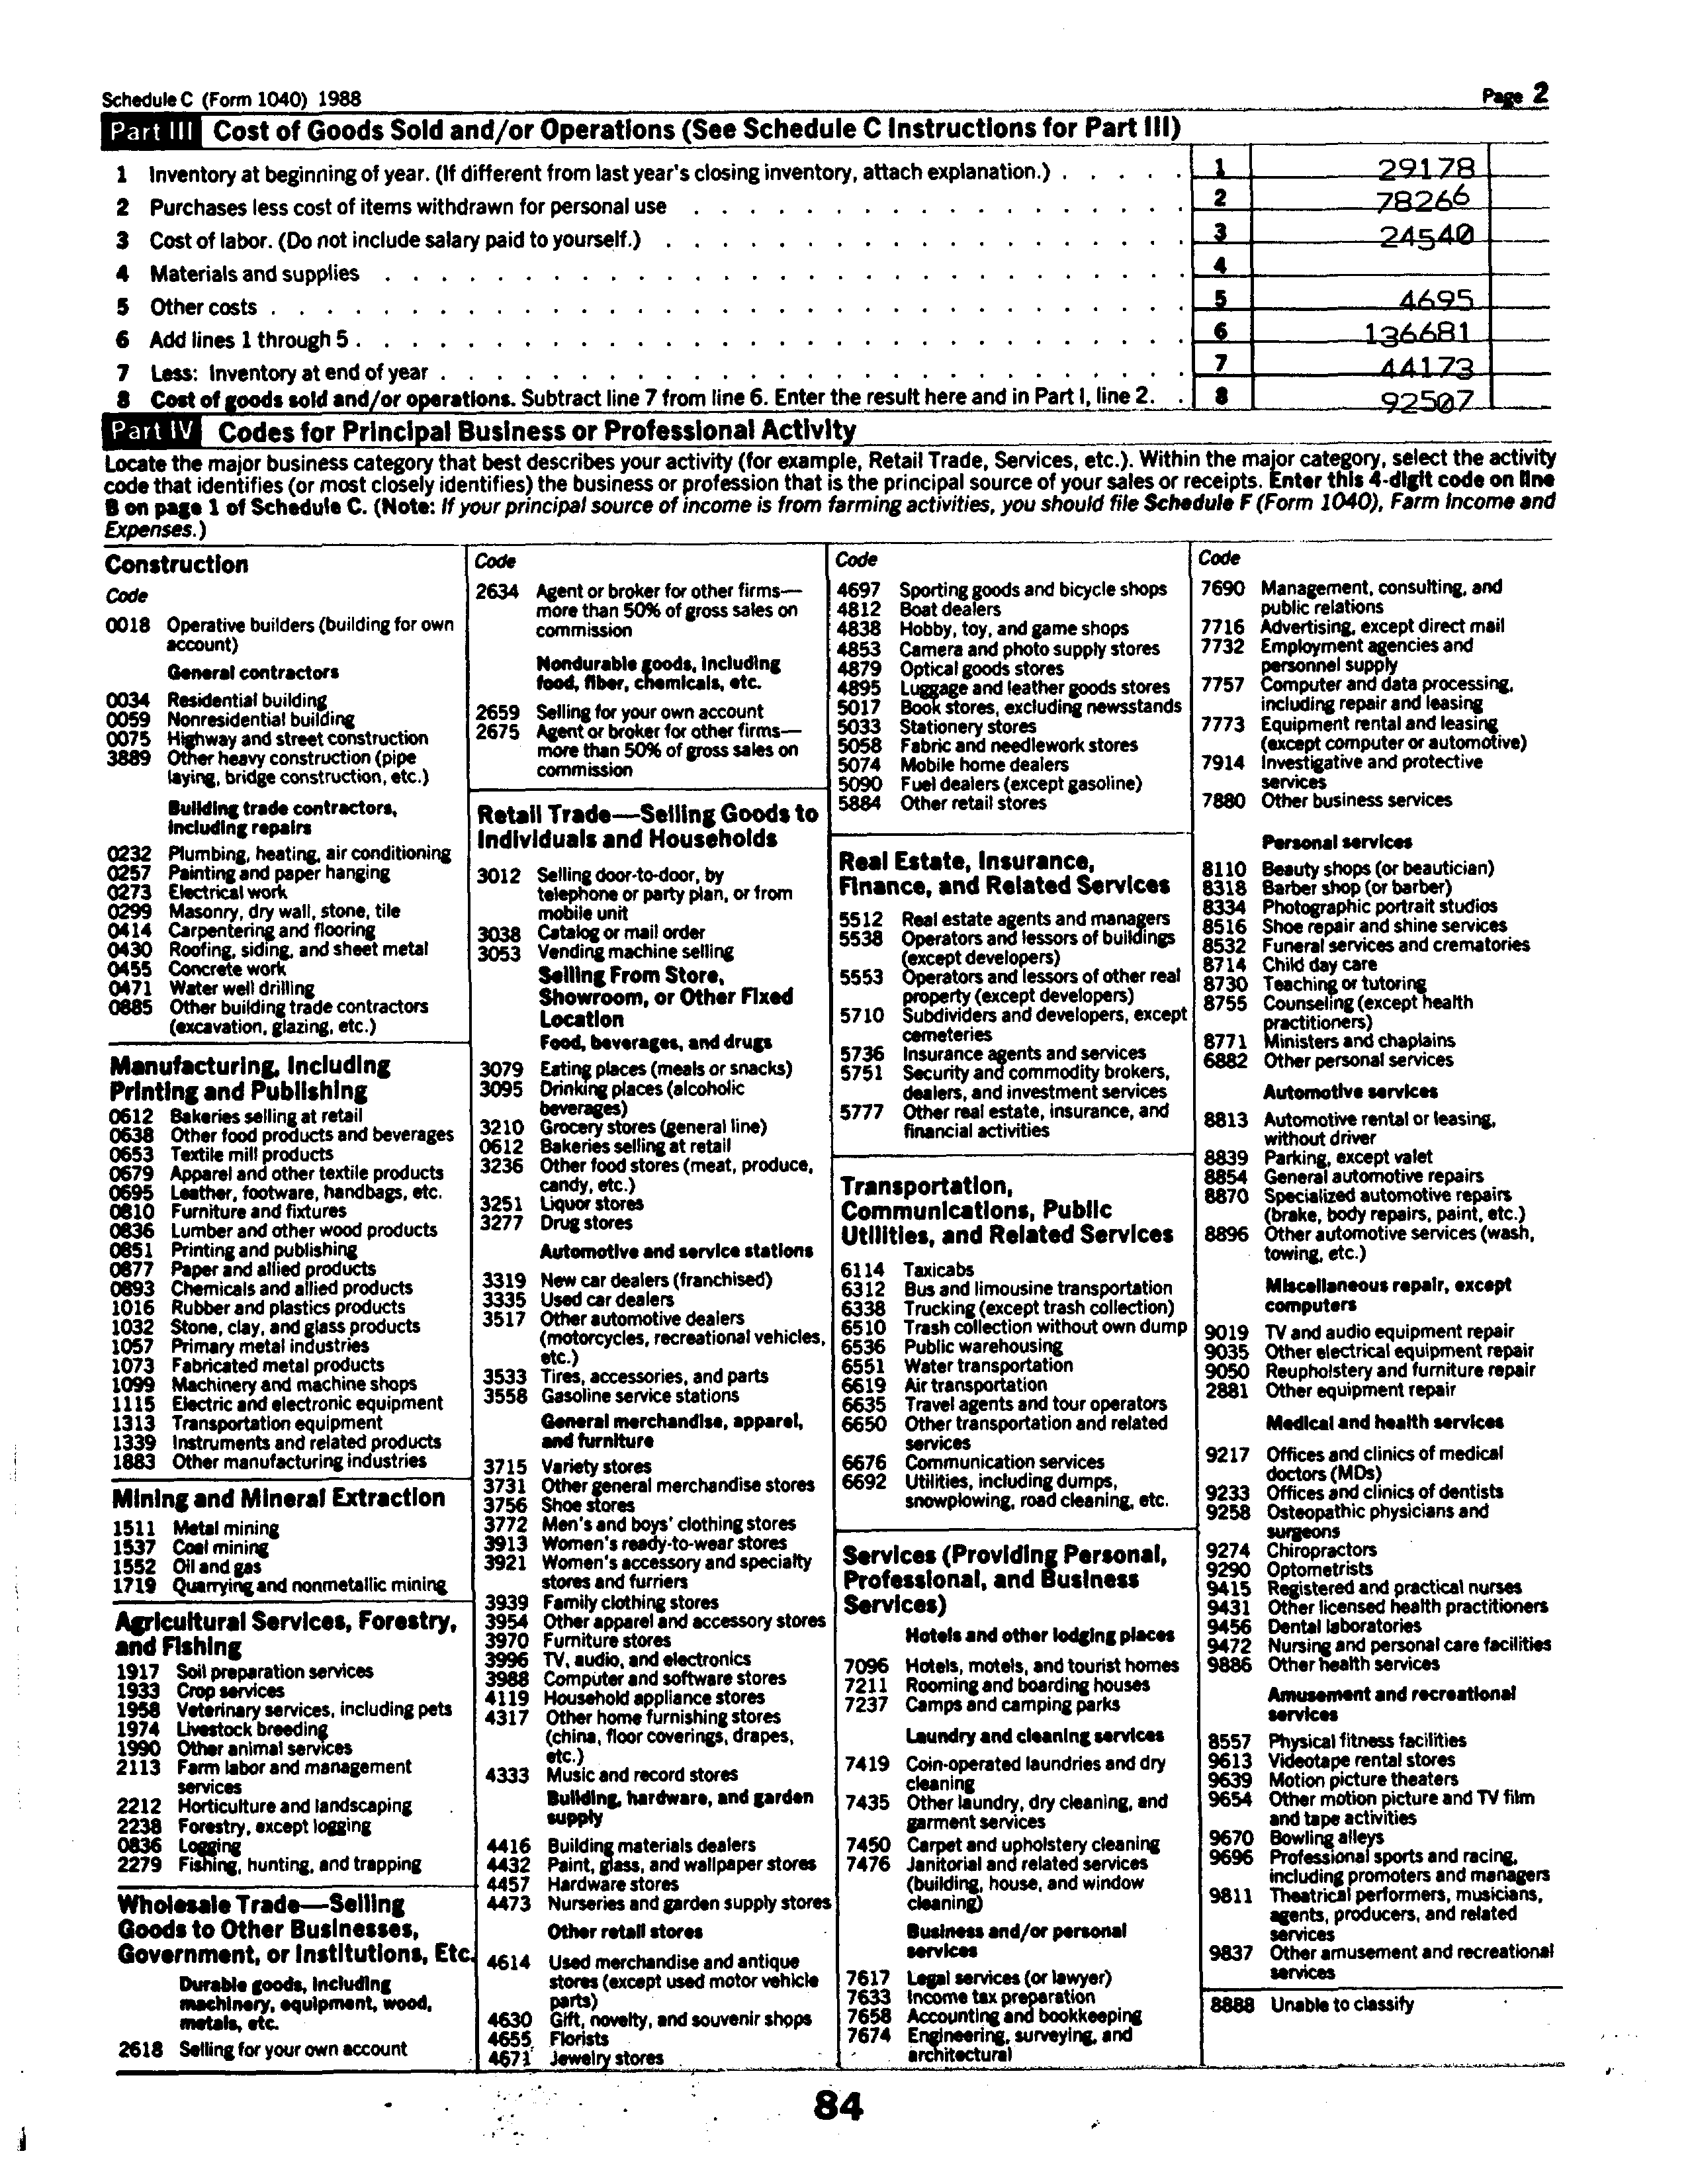 Schedule C (Form 1040) 1988
Page 2
Part III Cost of Goods Sold and/or Operations (See Schedule C Instructions for Part III)
1 Inventory at beginning of year. (If different from last year's closing inventory, attach explanation.) . . . . . 1 29178
2 Purchases less cost of items withdrawn for personal use . . . . . . . . . . . . . . . . . . 2 78266
3 Cost of labor. (Do not include salary paid to yourself.) . . . . . . . . . . . . . . . . . . . 3 24540
4 Materials and supplies . . . . . . . . . . . . . . . . . . . . . . . . . . . . . 4
5 Other costs . . . . . . . . . . . . . . . . . . . . . . . . . . . . . . . . . 5 4695
6 Add lines 1 through 5 . . . . . . . . . . . . . . . . . . . . . . . . . . . . . . 6 136681
7 Less: Inventory at end of year . . . . . . . . . . . . . . . . . . . . . . . . . . . 7 44173
8 Cost of goods sold and/or operations. Subtract line 7 from line 6. Enter the result here and in Part I, line 2. . 8 92507
Part IV Codes for Principal Business or Professional Activity
Locate the major business category that best describes your activity (for example, Retail Trade, Services, etc.). Within the major category, select the activity
code that identifies (or most closely identifies) the business or profession that is the principal source of your sales or receipts. Enter this 4-digit code on line
B on page 1 of Schedule C. (Note: If your principal source of income is from farming activities, you should file Schedule F (Form 1040), Farm Income and
Expenses.)
Construction
Code
0018 Operative builders (building for own
account)
General contractors
0034 Residential building
0059 Nonresidential building
0075 Highway and street construction
3889 Other heavy construction (pipe
laying, bridge construction, etc.)
Building trade contractors,
including repairs
0232 Plumbing, heating, air conditioning
0257 Painting and paper hanging
0273 Electrical work
0299 Masonry, dry wall, stone, tile
0414 Carpentering and flooring
0430 Roofing, siding, and sheet metal
0455 Concrete work
0471 Water well drilling
0885 Other building trade contractors
(excavation, glazing, etc.)
Manufacturing, Including
Printing and Publishing
0612 Bakeries selling at retail
0638 Other food products and beverages
0653 Textile mill products
0679 Apparel and other textile products
0695 Leather, footware, handbags, etc.
0810 Furniture and fixtures
0836 Lumber and other wood products
0851 Printing and publishing
0877 Paper and allied products
0893 Chemicals and allied products
1016 Rubber and plastics products
1032 Stone, clay, and glass products
1057 Primary metal industries
1073 Fabricated metal products
1099 Machinery and machine shops
1115 Electric and electronic equipment
1313 Transportation equipment
1339 Instruments and related products
1883 Other manufacturing industries
Mining and Mineral Extraction
1511 Metal mining
1537 Coal mining
1552 Oil and gas
1719 Quarrying and nonmetallic mining
Agricultural Services, Forestry,
and Fishing
1917 Soil preparation services
1933 Crop services
1958 Veterinary services, including pets
1974 Livestock breeding
1990 Other animal services
2113 Farm labor and management
services
2212 Horticulture and landscaping
2238 Forestry, except logging
0836 Logging
2279 Fishing, hunting, and trapping
Wholesale Trade—Selling
Goods to Other Businesses,
Government, or Institutions, Etc.
Durable goods, including
machinery, equipment, wood,
metals, etc.
2618 Selling for your own account
Code
2634 Agent or broker for other firms—
more than 50% of gross sales on
commission
Nondurable goods, including
food, fiber, chemicals, etc.
2659 Selling for your own account
2675 Agent or broker for other firms—
more than 50% of gross sales on
commission
Retail Trade—Selling Goods to
Individuals and Households
3012 Selling door-to-door, by
telephone or party plan, or from
mobile unit
3038 Catalog or mail order
3053 Vending machine selling
Selling From Store,
Showroom, or Other Fixed
Location
Food, beverages, and drugs
3079 Eating places (meals or snacks)
3095 Drinking places (alcoholic
beverages)
3210 Grocery stores (general line)
0612 Bakeries selling at retail
3236 Other food stores (meat, produce,
candy, etc.)
3251 Liquor stores
3277 Drug stores
Automotive and service stations
3319 New car dealers (franchised)
3335 Used car dealers
3517 Other automotive dealers
(motorcycles, recreational vehicles,
etc.)
3533 Tires, accessories, and parts
3558 Gasoline service stations
General merchandise, apparel,
and furniture
3715 Variety stores
3731 Other general merchandise stores
3756 Shoe stores
3772 Men's and boys' clothing stores
3913 Women's ready-to-wear stores
3921 Women's accessory and specialty
stores and furriers
3939 Family clothing stores
3954 Other apparel and accessory stores
3970 Furniture stores
3996 TV, audio, and electronics
3988 Computer and software stores
4119 Household appliance stores
4317 Other home furnishing stores
(china, floor coverings, drapes,
etc.)
4333 Music and record stores
Building, hardware, and garden
supply
4416 Building materials dealers
4432 Paint, glass, and wallpaper stores
4457 Hardware stores
4473 Nurseries and garden supply stores
Other retail stores
4614 Used merchandise and antique
stores (except used motor vehicle
parts)
4630 Gift, novelty, and souvenir shops
4655 Florists
4671 Jewelry stores
Code
4697 Sporting goods and bicycle shops
4812 Boat dealers
4838 Hobby, toy, and game shops
4853 Camera and photo supply stores
4879 Optical goods stores
4895 Luggage and leather goods stores
5017 Book stores, excluding newsstands
5033 Stationery stores
5058 Fabric and needlework stores
5074 Mobile home dealers
5090 Fuel dealers (except gasoline)
5884 Other retail stores
Real Estate, Insurance,
Finance, and Related Services
5512 Real estate agents and managers
5538 Operators and lessors of buildings
(except developers)
5553 Operators and lessors of other real
property (except developers)
5710 Subdividers and developers, except
cemeteries
5736 Insurance agents and services
5751 Security and commodity brokers,
dealers, and investment services
5777 Other real estate, insurance, and
financial activities
Transportation,
Communications, Public
Utilities, and Related Services
6114 Taxicabs
6312 Bus and limousine transportation
6338 Trucking (except trash collection)
6510 Trash collection without own dump
6536 Public warehousing
6551 Water transportation
6619 Air transportation
6635 Travel agents and tour operators
6650 Other transportation and related
services
6676 Communication services
6692 Utilities, including dumps,
snowplowing, road cleaning, etc.
Services (Providing Personal,
Professional, and Business
Services)
Hotels and other lodging places
7096 Hotels, motels, and tourist homes
7211 Rooming and boarding houses
7237 Camps and camping parks
Laundry and cleaning services
7419 Coin-operated laundries and dry
cleaning
7435 Other laundry, dry cleaning, and
garment services
7450 Carpet and upholstery cleaning
7476 Janitorial and related services
(building, house, and window
cleaning)
Business and/or personal
services
7617 Legal services (or lawyer)
7633 Income tax preparation
7658 Accounting and bookkeeping
7674 Engineering, surveying, and
architectural
Code
7690 Management, consulting, and
public relations
7716 Advertising, except direct mail
7732 Employment agencies and
personnel supply
7757 Computer and data processing,
including repair and leasing
7773 Equipment rental and leasing
(except computer or automotive)
7914 Investigative and protective
services
7880 Other business services
Personal services
8110 Beauty shops (or beautician)
8318 Barber shop (or barber)
8334 Photographic portrait studios
8516 Shoe repair and shine services
8532 Funeral services and crematories
8714 Child day care
8730 Teaching or tutoring
8755 Counseling (except health
practitioners)
8771 Ministers and chaplains
6882 Other personal services
Automotive services
8813 Automotive rental or leasing,
without driver
8839 Parking, except valet
8854 General automotive repairs
8870 Specialized automotive repairs
(brake, body repairs, paint, etc.)
8896 Other automotive services (wash,
towing, etc.)
Miscellaneous repair, except
computers
9019 TV and audio equipment repair
9035 Other electrical equipment repair
9050 Reupholstery and furniture repair
2881 Other equipment repair
Medical and health services
9217 Offices and clinics of medical
doctors (MDs)
9233 Offices and clinics of dentists
9258 Osteopathic physicians and
surgeons
9274 Chiropractors
9290 Optometrists
9415 Registered and practical nurses
9431 Other licensed health practitioners
9456 Dental laboratories
9472 Nursing and personal care facilities
9886 Other health services
Amusement and recreational
services
8557 Physical fitness facilities
9613 Videotape rental stores
9639 Motion picture theaters
9654 Other motion picture and TV film
and tape activities
9670 Bowling alleys
9696 Professional sports and racing,
including promoters and managers
9811 Theatrical performers, musicians,
agents, producers, and related
services
9837 Other amusement and recreational
services
8888 Unable to classify
84